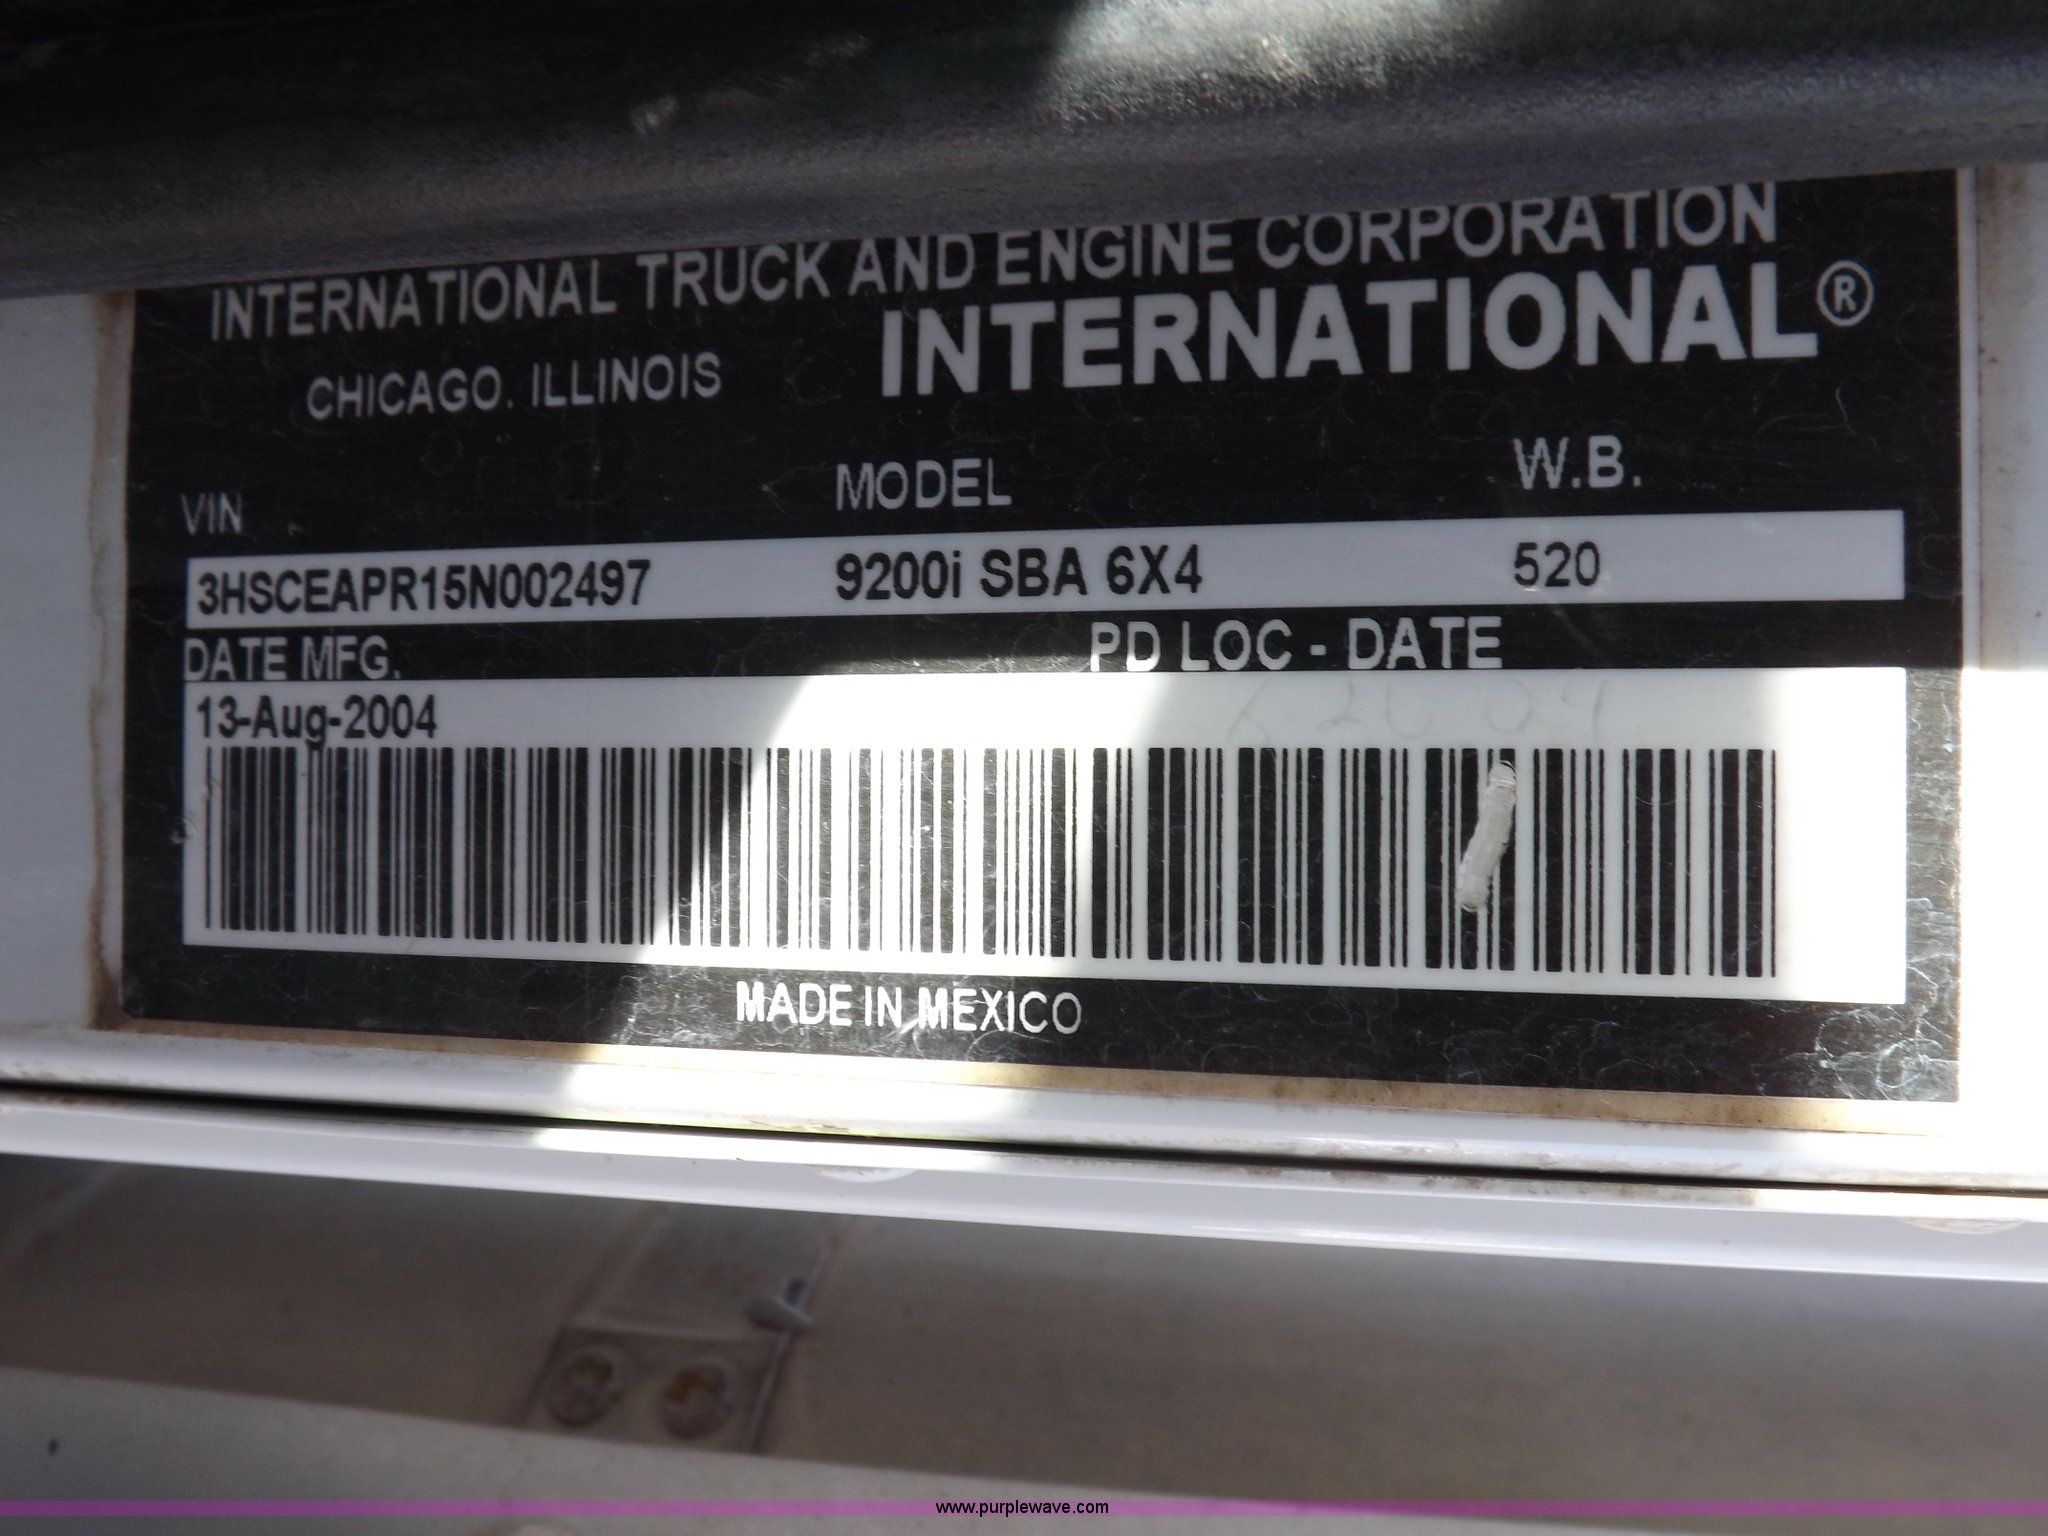 INTERNATIONAL TRUCK AND ENGINE CORPORATION
CHICAGO, ILLINOIS INTERNATIONAL®
VIN MODEL W.B.
3HSCEAPR15N002497 9200i SBA 6X4 520
DATE MFG. PD LOC - DATE
13-Aug-2004
MADE IN MEXICO
www.purplewave.com